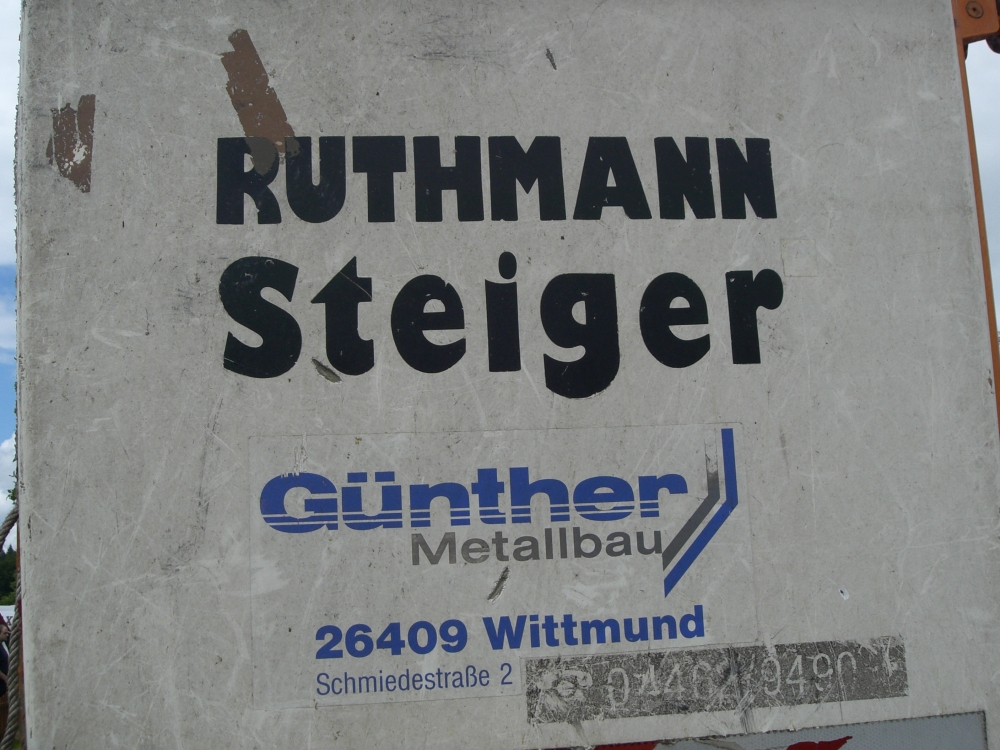 RUTHMANN
Steiger
Günther
Metallbau
26409 Wittmund
Schmiedestraße 2